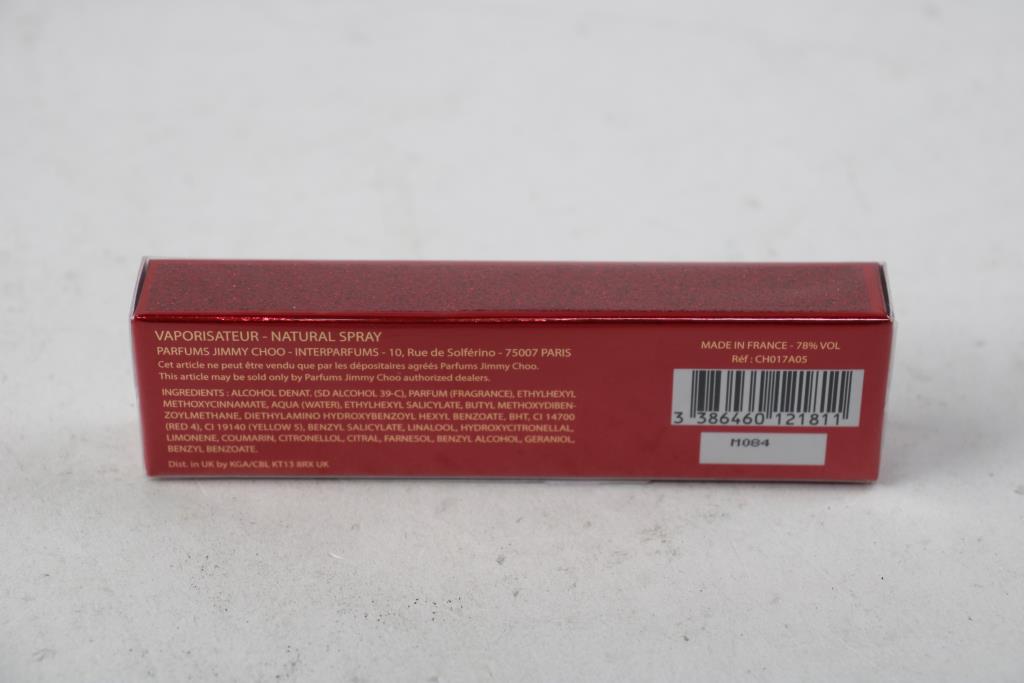 VAPORISATEUR - NATURAL SPRAY
PARFUMS JIMMY CHOO - INTERPARFUMS - 10, Rue de Solférino - 75007 PARIS
Cet article ne peut être vendu que par les dépositaires agréés Parfums Jimmy Choo.
This article may be sold only by Parfums Jimmy Choo authorized dealers.
INGREDIENTS : ALCOHOL DENAT. (SD ALCOHOL 39-C), PARFUM (FRAGRANCE), ETHYLHEXYL
METHOXYCINNAMATE, AQUA (WATER), ETHYLHEXYL SALICYLATE, BUTYL METHOXYDIBEN-
ZOYLMETHANE, DIETHYLAMINO HYDROXYBENZOYL HEXYL BENZOATE, BHT, CI 14700
(RED 4), CI 19140 (YELLOW 5), BENZYL SALICYLATE, LINALOOL, HYDROXYCITRONELLAL,
LIMONENE, COUMARIN, CITRONELLOL, CITRAL, FARNESOL, BENZYL ALCOHOL, GERANIOL,
BENZYL BENZOATE.
Dist. in UK by KGA/CBL KT13 8RX UK
MADE IN FRANCE - 78% VOL
Réf : CH017A05
3 386460 121811
M084